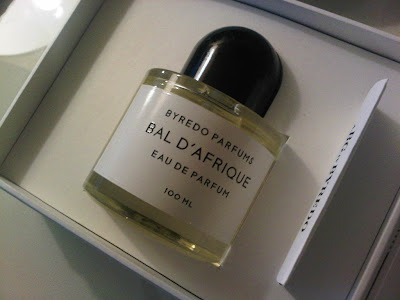 BYREDO PARFUMS
BAL D'AFRIQUE
EAU DE PARFUM
100 ML